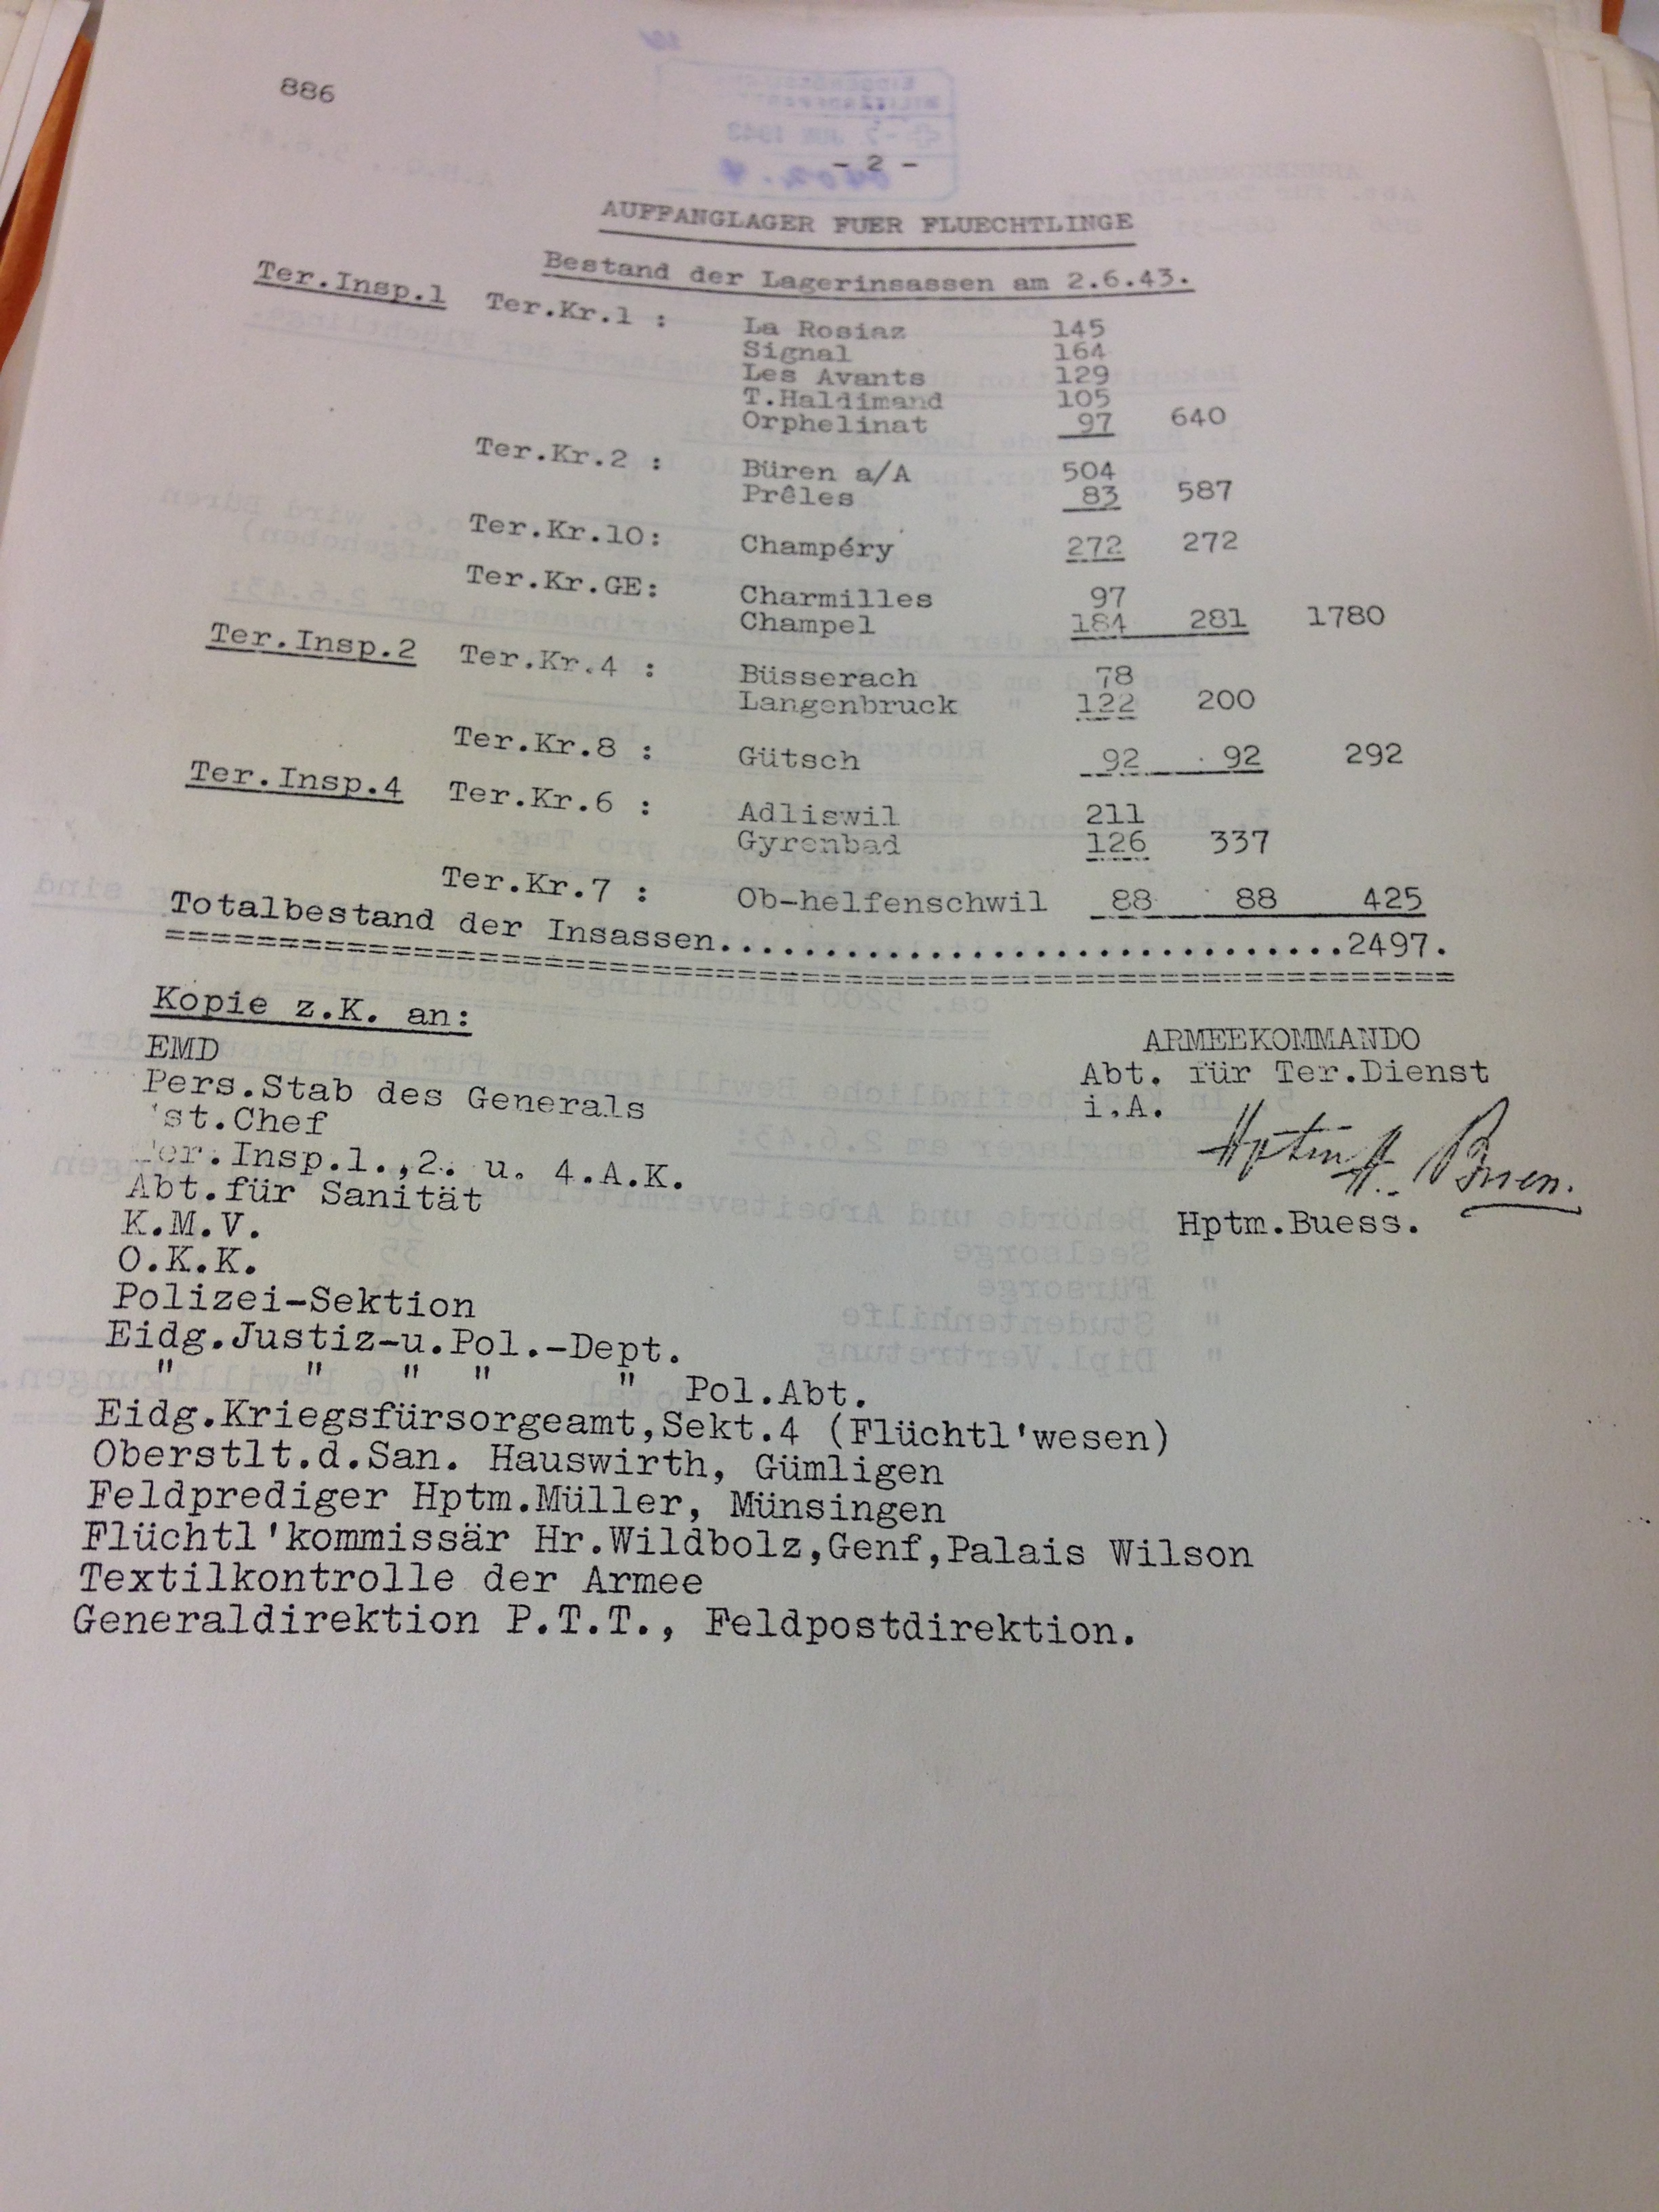 886
- 2 -
AUFFANGLAGER FUER FLUECHTLINGE
Bestand der Lagerinsassen am 2.6.43.
Ter.Insp.1 Ter.Kr.1 : La Rosiaz 145
Signal 164
Les Avants 129
T.Haldimand 105
Orphelinat 97 640
Ter.Kr.2 : Büren a/A 504
Prêles 83 587
Ter.Kr.10: Champéry 272 272
Ter.Kr.GE: Charmilles 97
Champel 184 281 1780
Ter.Insp.2 Ter.Kr.4 : Büsserach 78
Langenbruck 122 200
Ter.Kr.8 : Gütsch 92 92 292
Ter.Insp.4 Ter.Kr.6 : Adliswil 211
Gyrenbad 126 337
Ter.Kr.7 : Ob-helfenschwil 88 88 425
Totalbestand der Insassen..................................2497.
Kopie z.K. an:
EMD
Pers.Stab des Generals
st.Chef
Ter.Insp.1.,2. u. 4.A.K.
Abt.für Sanität
K.M.V.
O.K.K.
Polizei-Sektion
Eidg.Justiz-u.Pol.-Dept.
" " " " " Pol.Abt.
Eidg.Kriegsfürsorgeamt,Sekt.4 (Flüchtl'wesen)
Oberstlt.d.San. Hauswirth, Gümligen
Feldprediger Hptm.Müller, Münsingen
Flüchtl'kommissär Hr.Wildbolz,Genf,Palais Wilson
Textilkontrolle der Armee
Generaldirektion P.T.T., Feldpostdirektion.
ARMEEKOMMANDO
Abt. für Ter.Dienst
i.A.
Hptm.Buess.